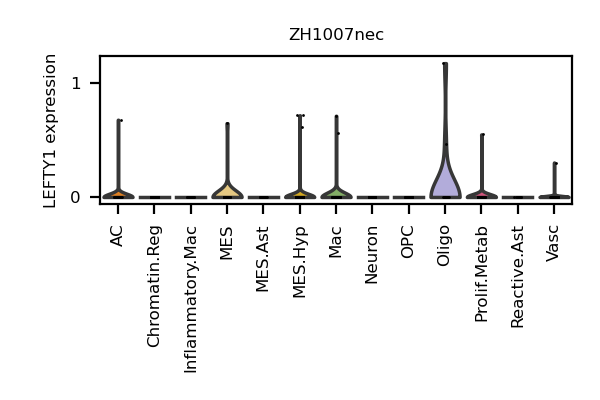 ZH1007nec
LEFTY1 expression
1
0
AC
Chromatin.Reg
Inflammatory.Mac
MES
MES.Ast
MES.Hyp
Mac
Neuron
OPC
Oligo
Prolif.Metab
Reactive.Ast
Vasc